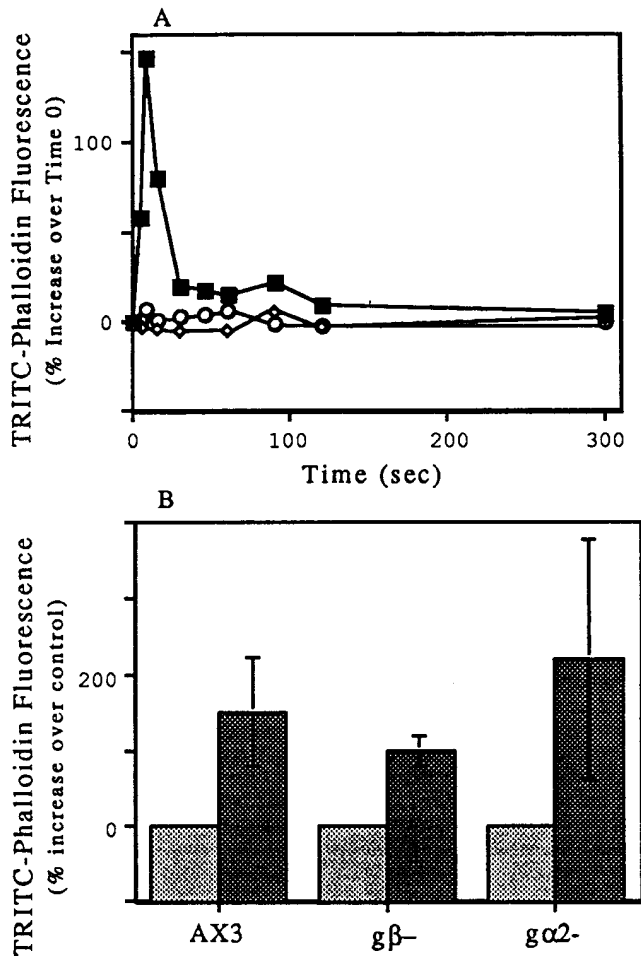 A
TRITC-Phalloidin Fluorescence
(% Increase over Time 0)
100
0
0
100
200
300
Time (sec)
B
TRITC-Phalloidin Fluorescence
(% increase over control)
200
0
AX3
gβ–
gα2-